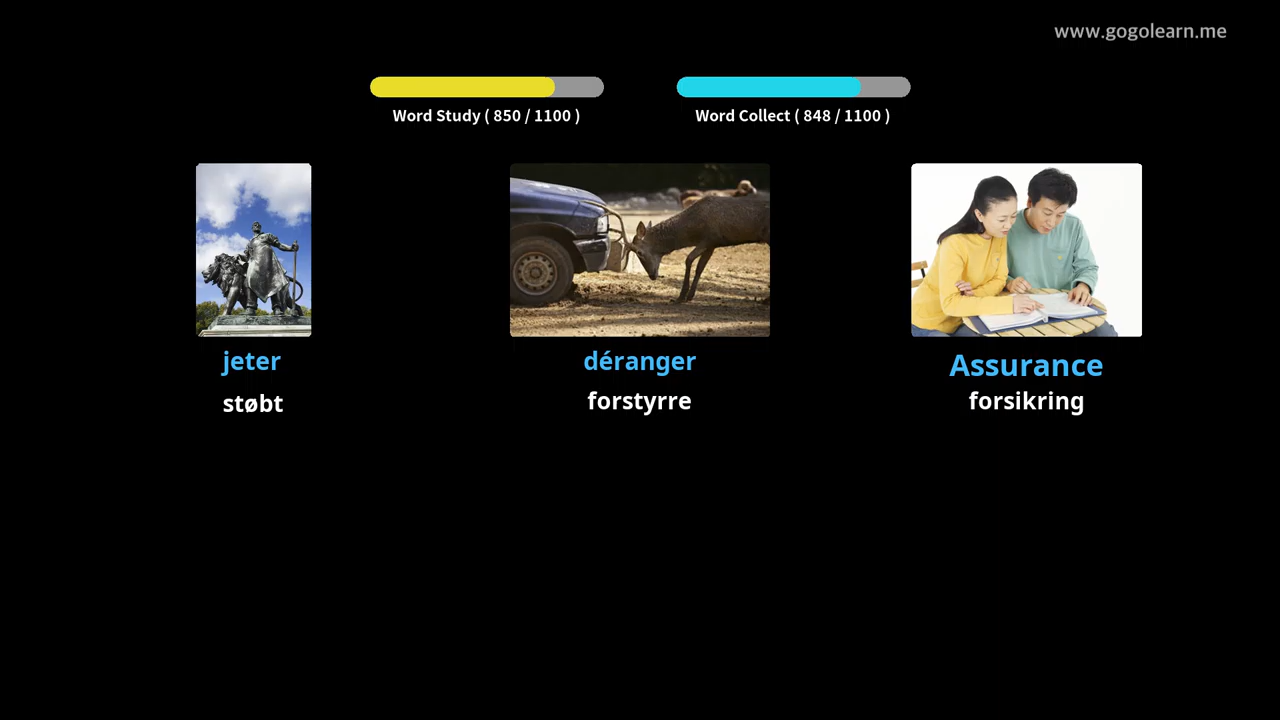 www.gogolearn.me
Word Study ( 850 / 1100 )
Word Collect ( 848 / 1100 )
jeter
déranger
Assurance
støbt
forstyrre
forsikring